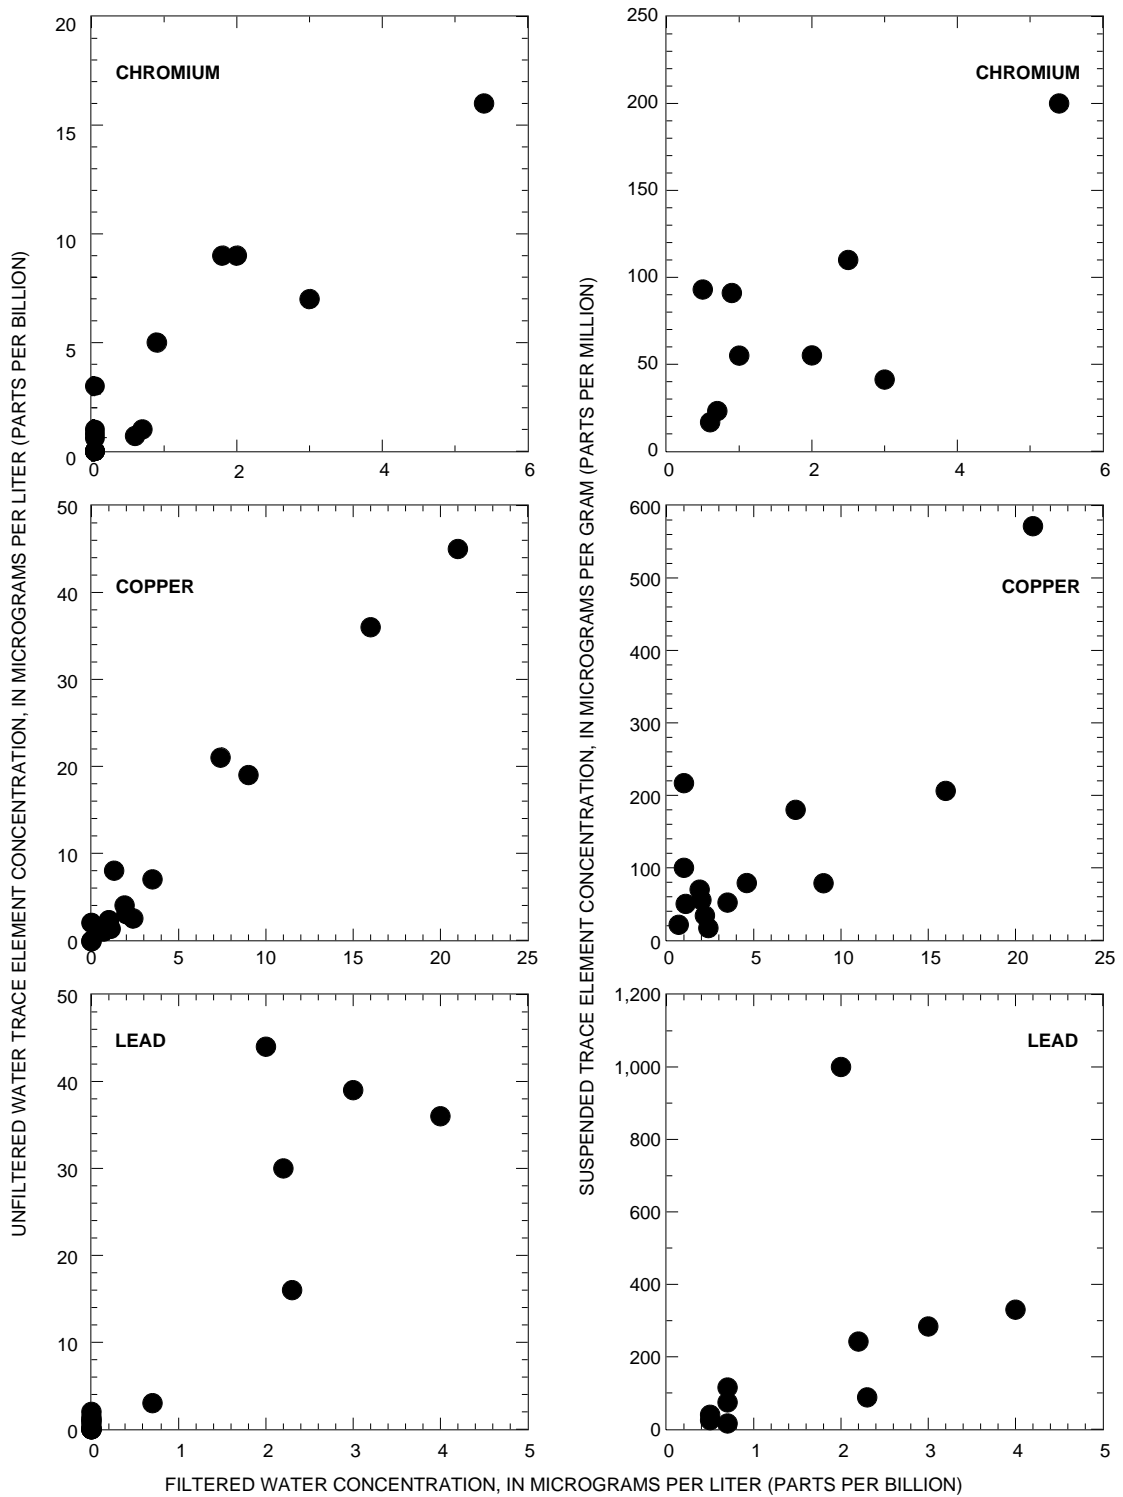 UNFILTERED WATER TRACE ELEMENT CONCENTRATION, IN MICROGRAMS PER LITER (PARTS PER BILLION)
20
15
10
5
0
CHROMIUM
0 2 4 6
50
40
30
20
10
0
COPPER
0 5 10 15 20 25
50
40
30
20
10
0
LEAD
0 1 2 3 4 5
SUSPENDED TRACE ELEMENT CONCENTRATION, IN MICROGRAMS PER GRAM (PARTS PER MILLION)
250
200
150
100
50
0
CHROMIUM
0 2 4 6
600
500
400
300
200
100
0
COPPER
0 5 10 15 20 25
1,200
1,000
800
600
400
200
0
LEAD
0 1 2 3 4 5
FILTERED WATER CONCENTRATION, IN MICROGRAMS PER LITER (PARTS PER BILLION)